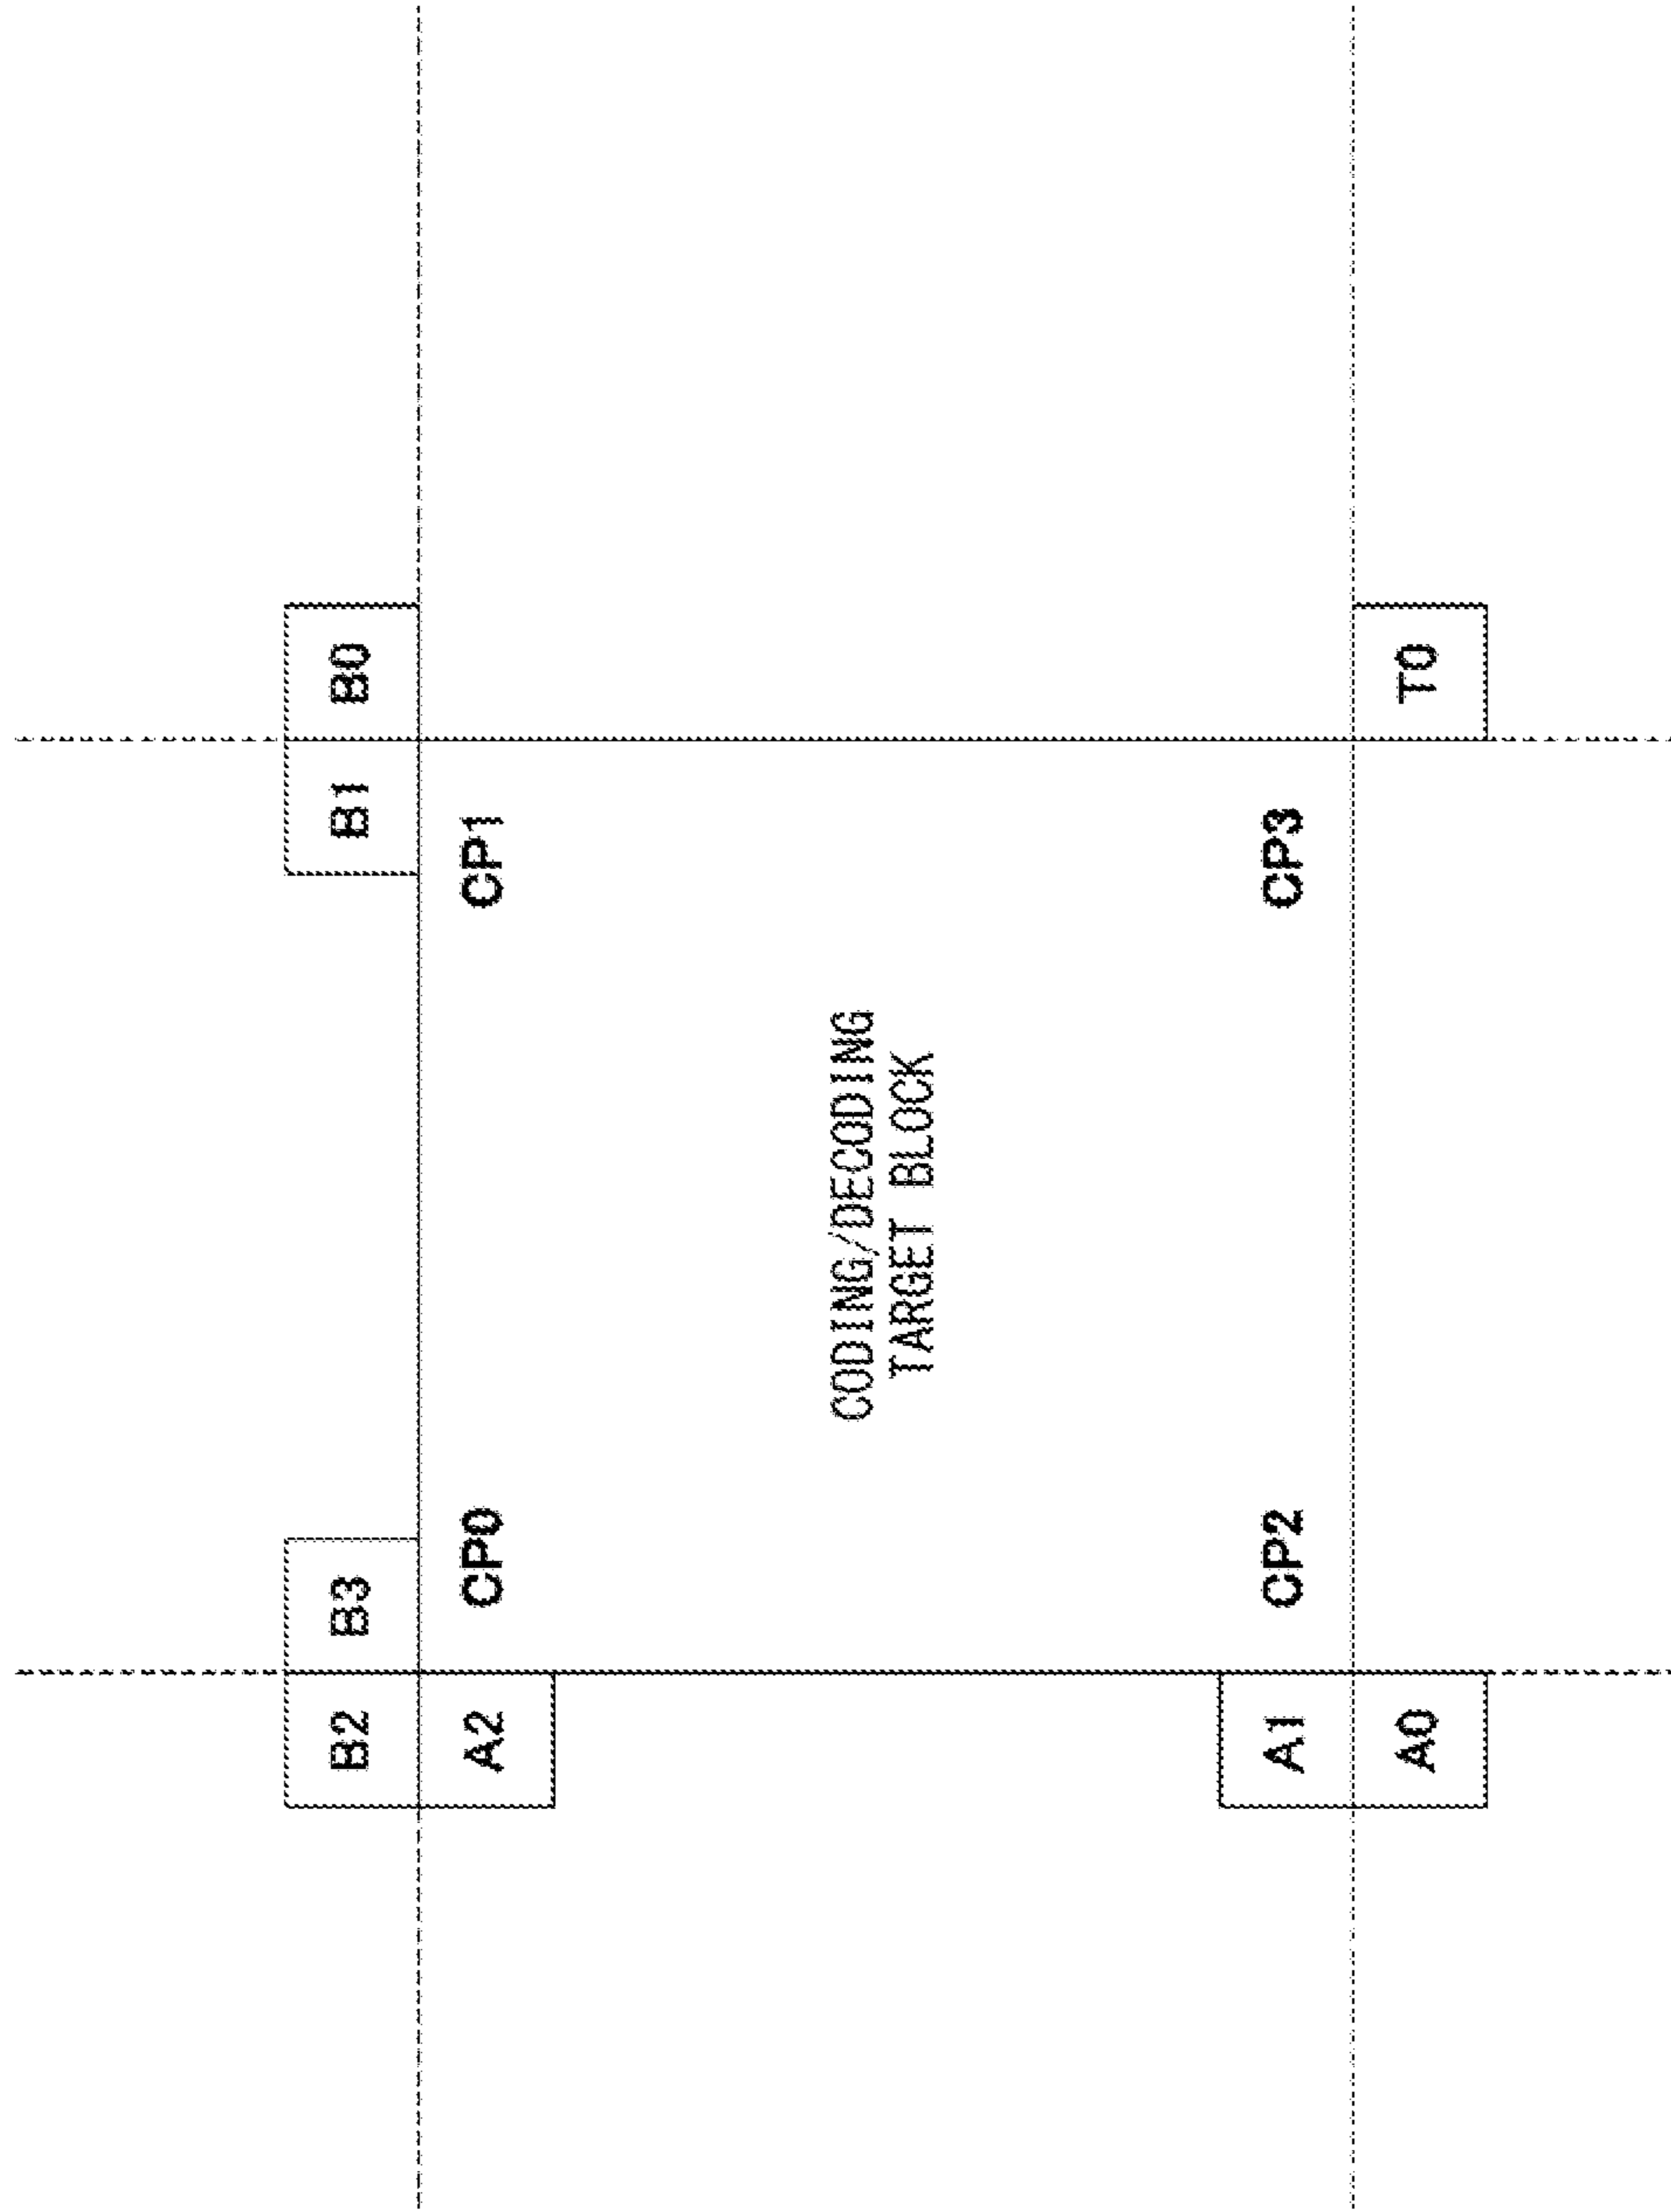 B2 B3 B1 B0
A2 CP0 CP1
CODING/DECODING
TARGET BLOCK
A1 CP2 CP3
A0 T0